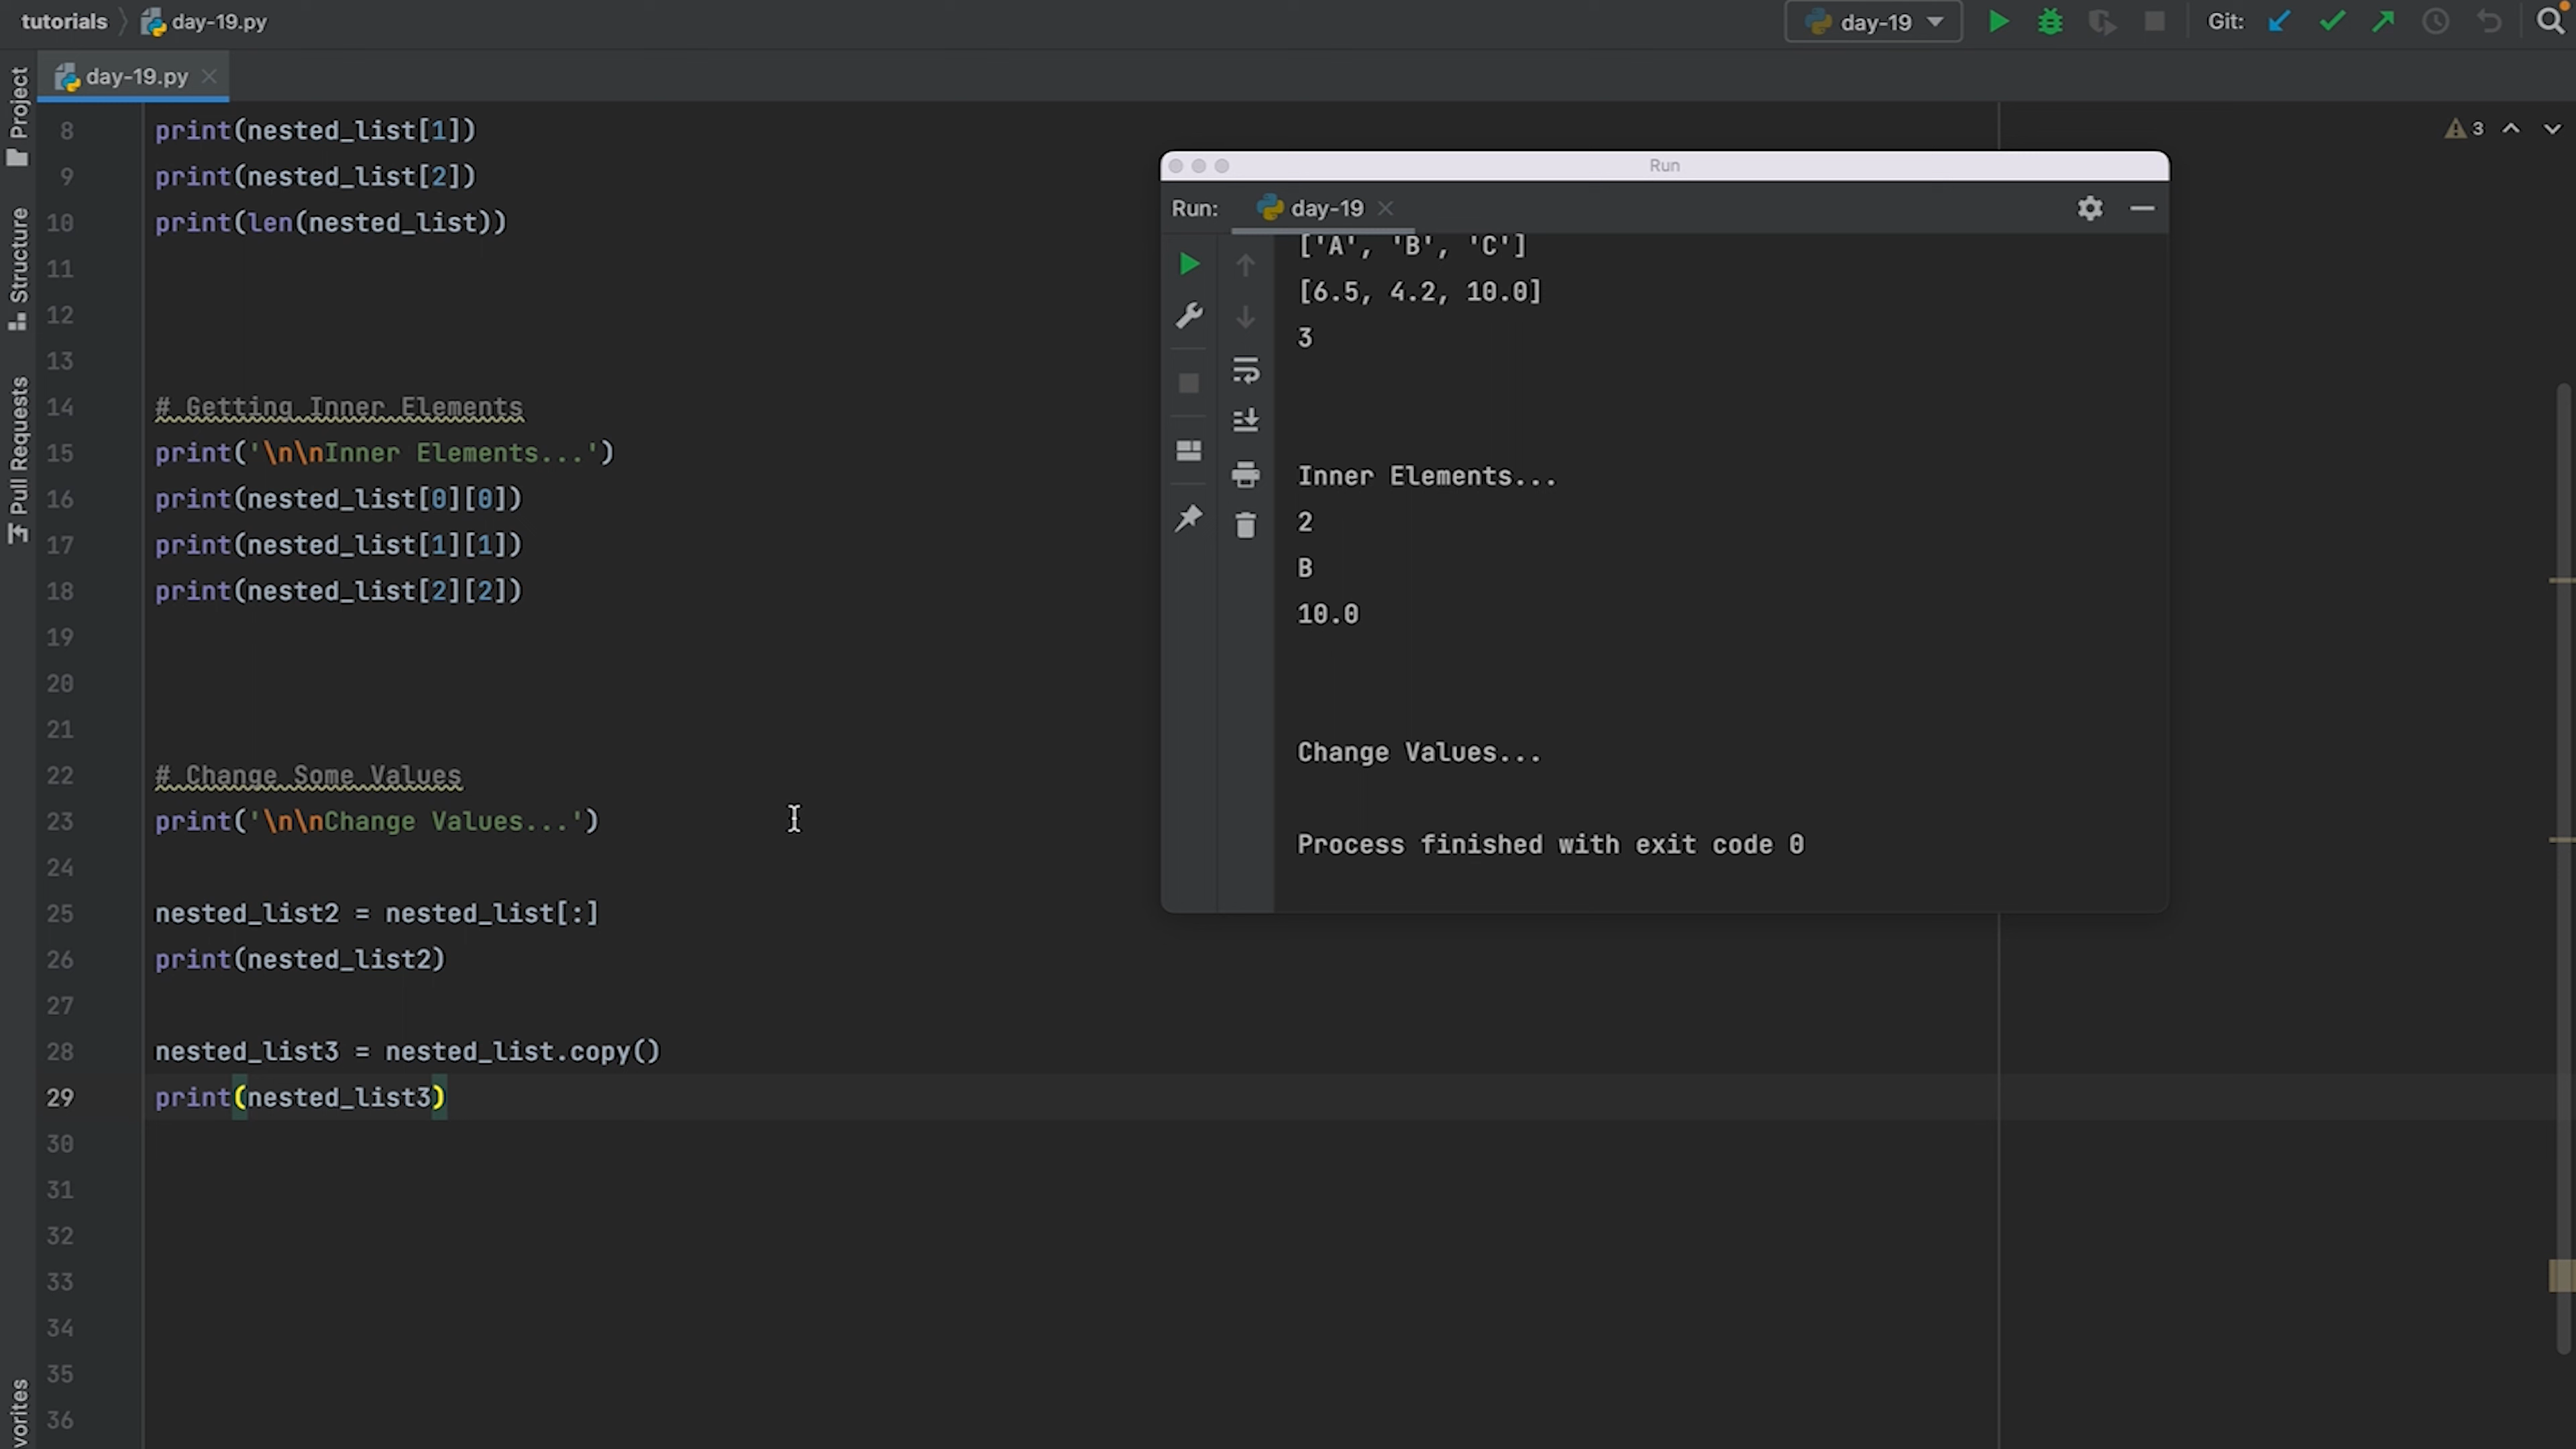 tutorials day-19.py day-19 Git:
day-19.py
8 print(nested_list[1])
9 print(nested_list[2])
10 print(len(nested_list))
11
12
13
14 # Getting Inner Elements
15 print('\n\nInner Elements...')
16 print(nested_list[0][0])
17 print(nested_list[1][1])
18 print(nested_list[2][2])
19
20
21
22 # Change Some Values
23 print('\n\nChange Values...')
24
25 nested_list2 = nested_list[:]
26 print(nested_list2)
27
28 nested_list3 = nested_list.copy()
29 print(nested_list3)
30
31
32
33
34
35
36
3
Project
Structure
Pull Requests
vorites
Run
Run: day-19
['A', 'B', 'C']
[6.5, 4.2, 10.0]
3
Inner Elements...
2
B
10.0
Change Values...
Process finished with exit code 0